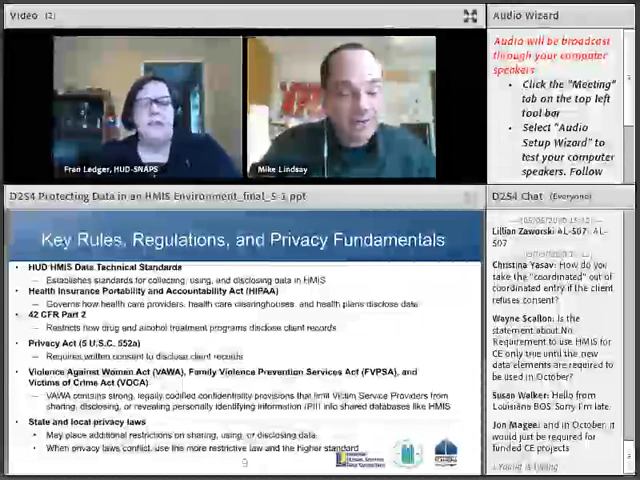 Video (2)
Fran Ledger, HUD-SNAPS
Mike Lindsay
Audio Wizard
Audio will be broadcast
through your computer
speakers
• Click the "Meeting"
tab on the top left
tool bar
• Select "Audio
Setup Wizard" to
test your computer
speakers. Follow
D2S4 Protecting Data in an HMIS Environment_final_5-3.ppt
Key Rules, Regulations, and Privacy Fundamentals
• HUD HMIS Data Technical Standards
– Establishes standards for collecting, using, and disclosing data in HMIS
• Health Insurance Portability and Accountability Act (HIPAA)
– Governs how health care providers, health care clearinghouses, and health plans disclose data
• 42 CFR Part 2
– Restricts how drug and alcohol treatment programs disclose client records
• Privacy Act (5 U.S.C. 552a)
– Requires written consent to disclose client records
• Violence Against Women Act (VAWA), Family Violence Prevention Services Act (FVPSA), and
Victims of Crime Act (VOCA)
– VAWA contains strong, legally codified confidentiality provisions that limit Victim Service Providers from
sharing, disclosing, or revealing personally identifying information (PII) into shared databases like HMIS
• State and local privacy laws
• May place additional restrictions on sharing, using, or disclosing data
• When privacy laws conflict, use the more restrictive law and the higher standard
9
D2S4 Chat (Everyone)
Lillian Zaworski AL-507: AL-
507
Christina Yasav: How do you
take the "coordinated" out of
coordinated entry if the client
refuses consent?
Wayne Scallon: Is the
statement about No
Requirement to use HMIS for
CE only true until the new
data elements are required to
be used in October?
Susan Walker: Hello from
Louisiana BOS. Sorry I'm late.
Jon Magee: and in October it
would just be required for
funded CE projects